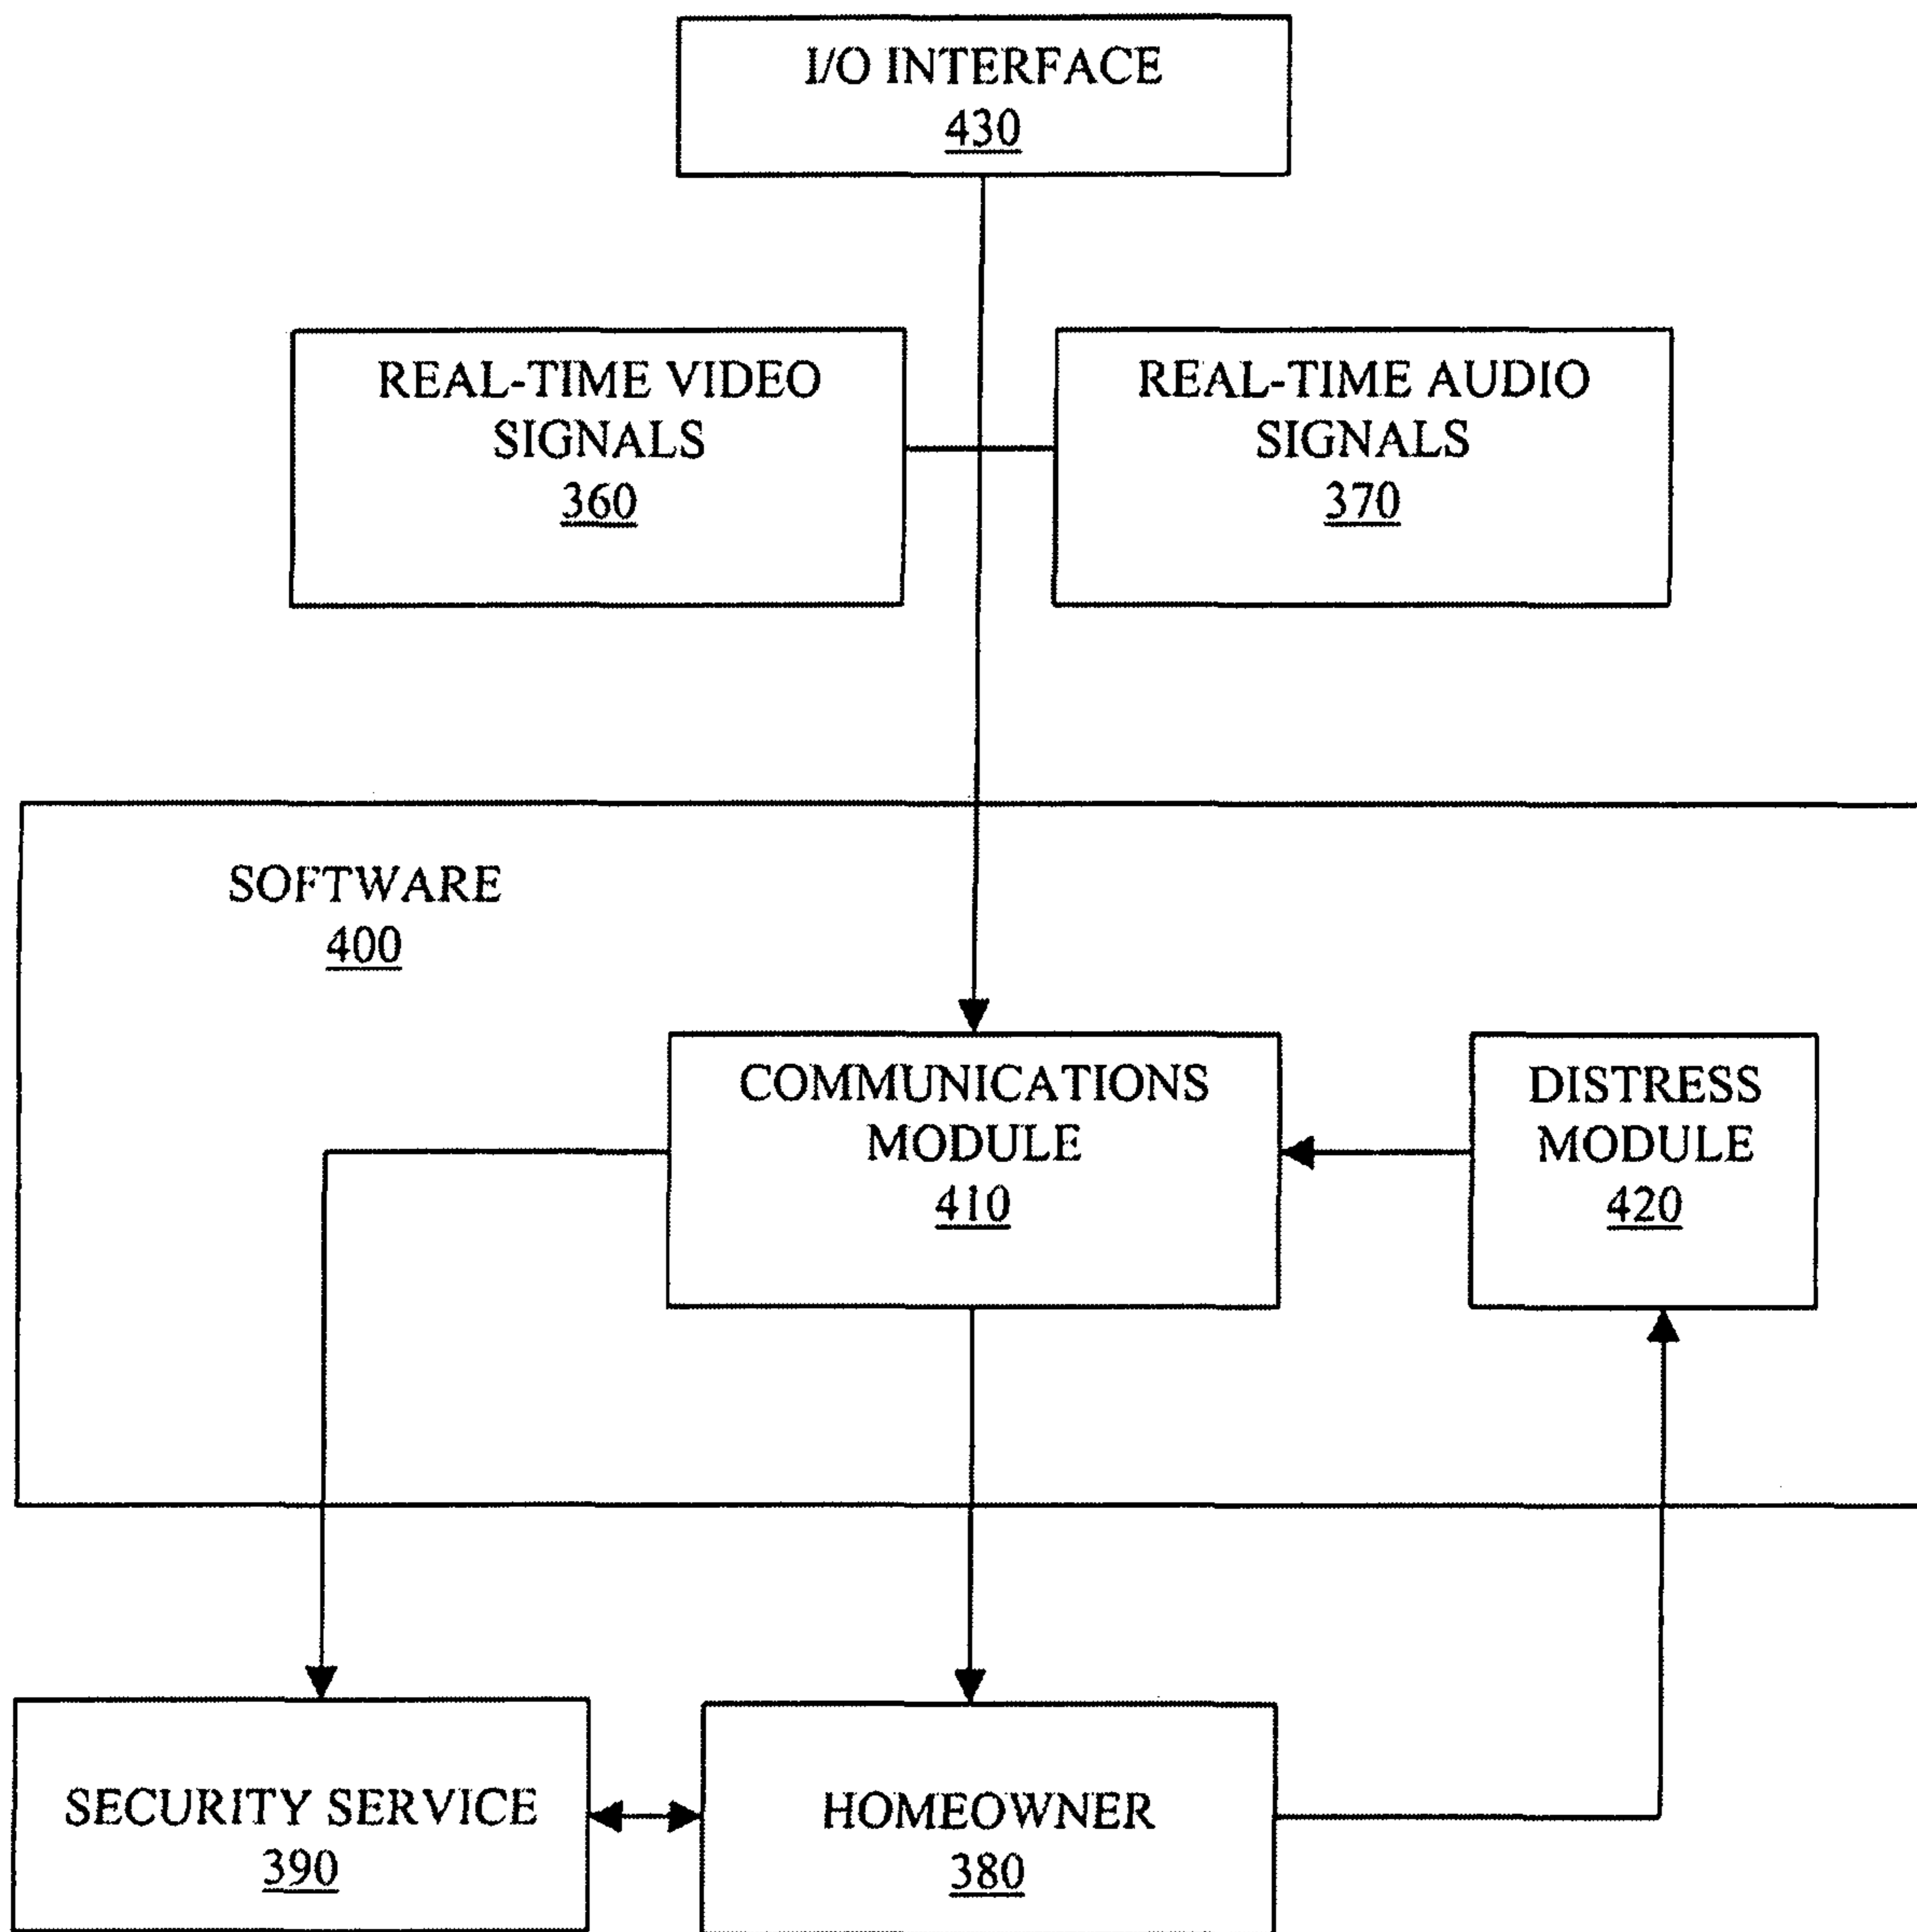 I/O INTERFACE
430
REAL-TIME VIDEO
SIGNALS
360
REAL-TIME AUDIO
SIGNALS
370
SOFTWARE
400
COMMUNICATIONS
MODULE
410
DISTRESS
MODULE
420
SECURITY SERVICE
390
HOMEOWNER
380